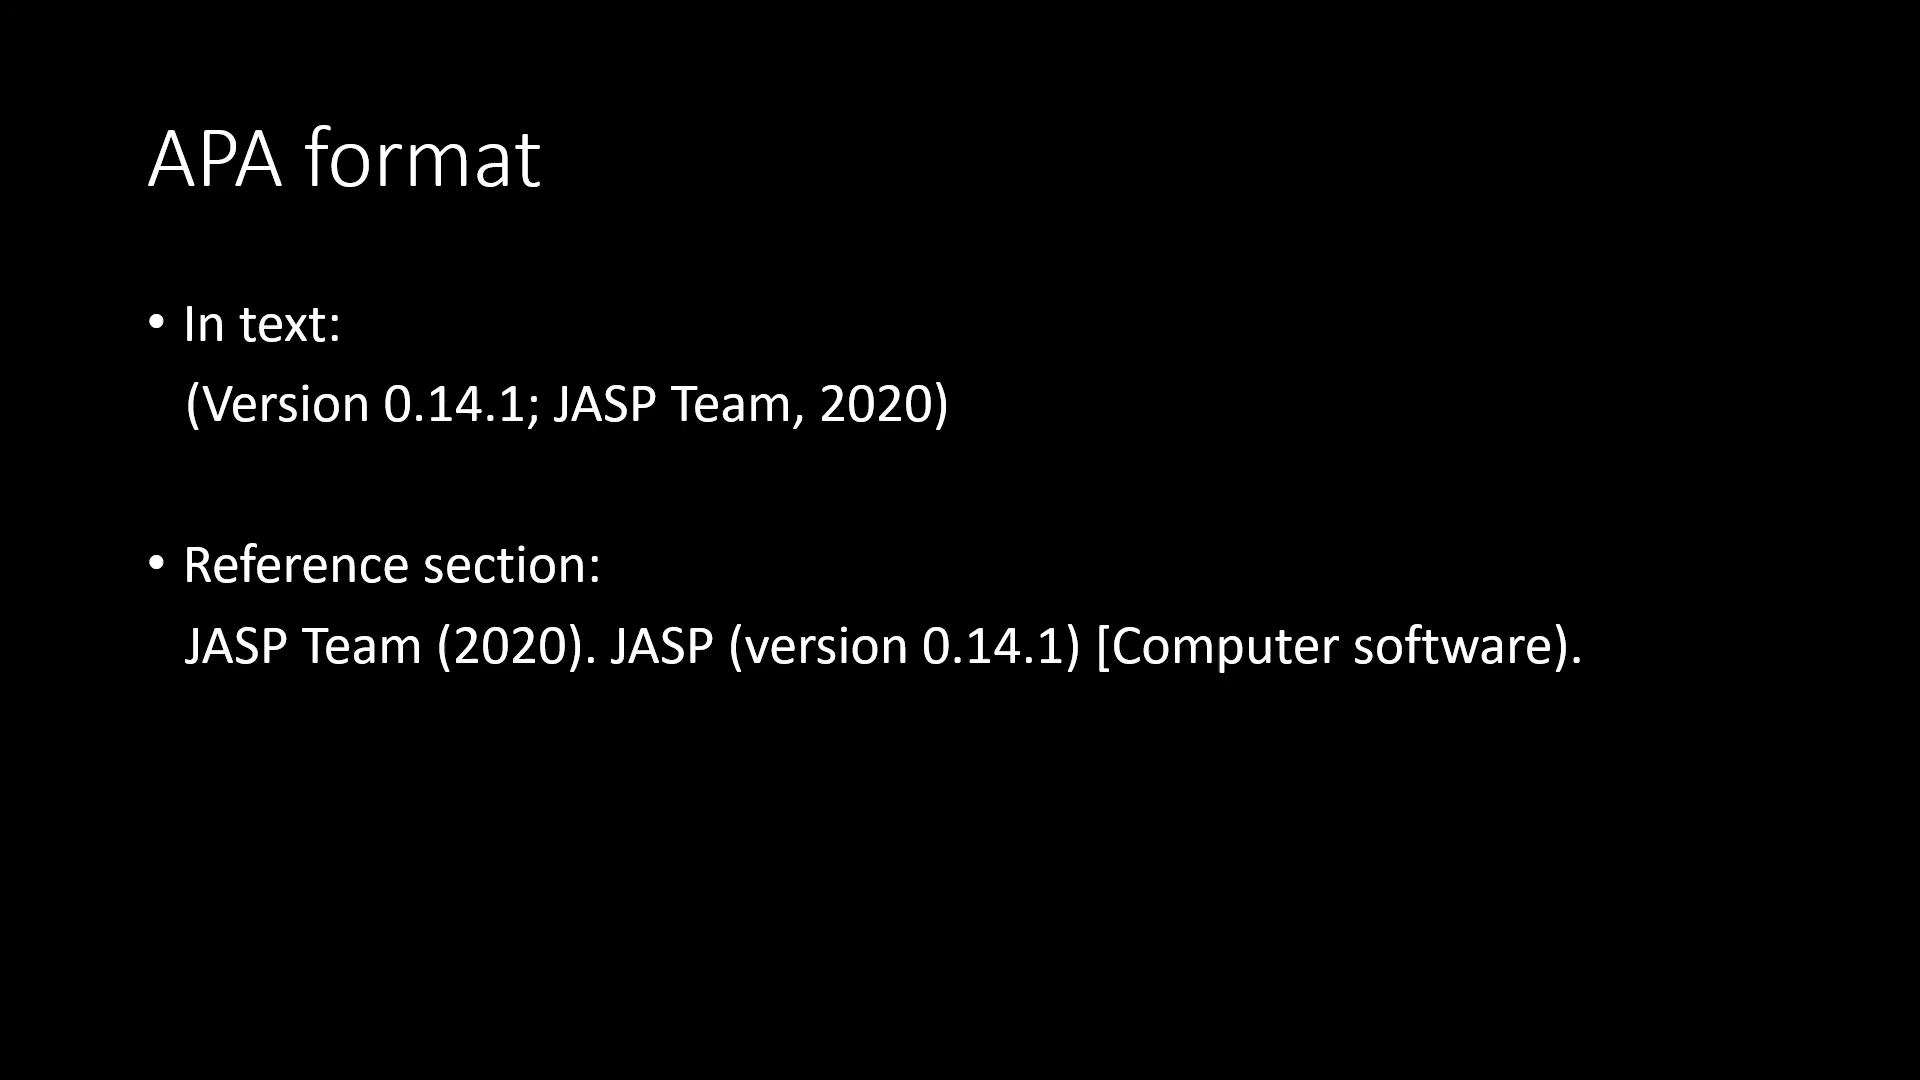 APA format
• In text:
(Version 0.14.1; JASP Team, 2020)
• Reference section:
JASP Team (2020). JASP (version 0.14.1) [Computer software).